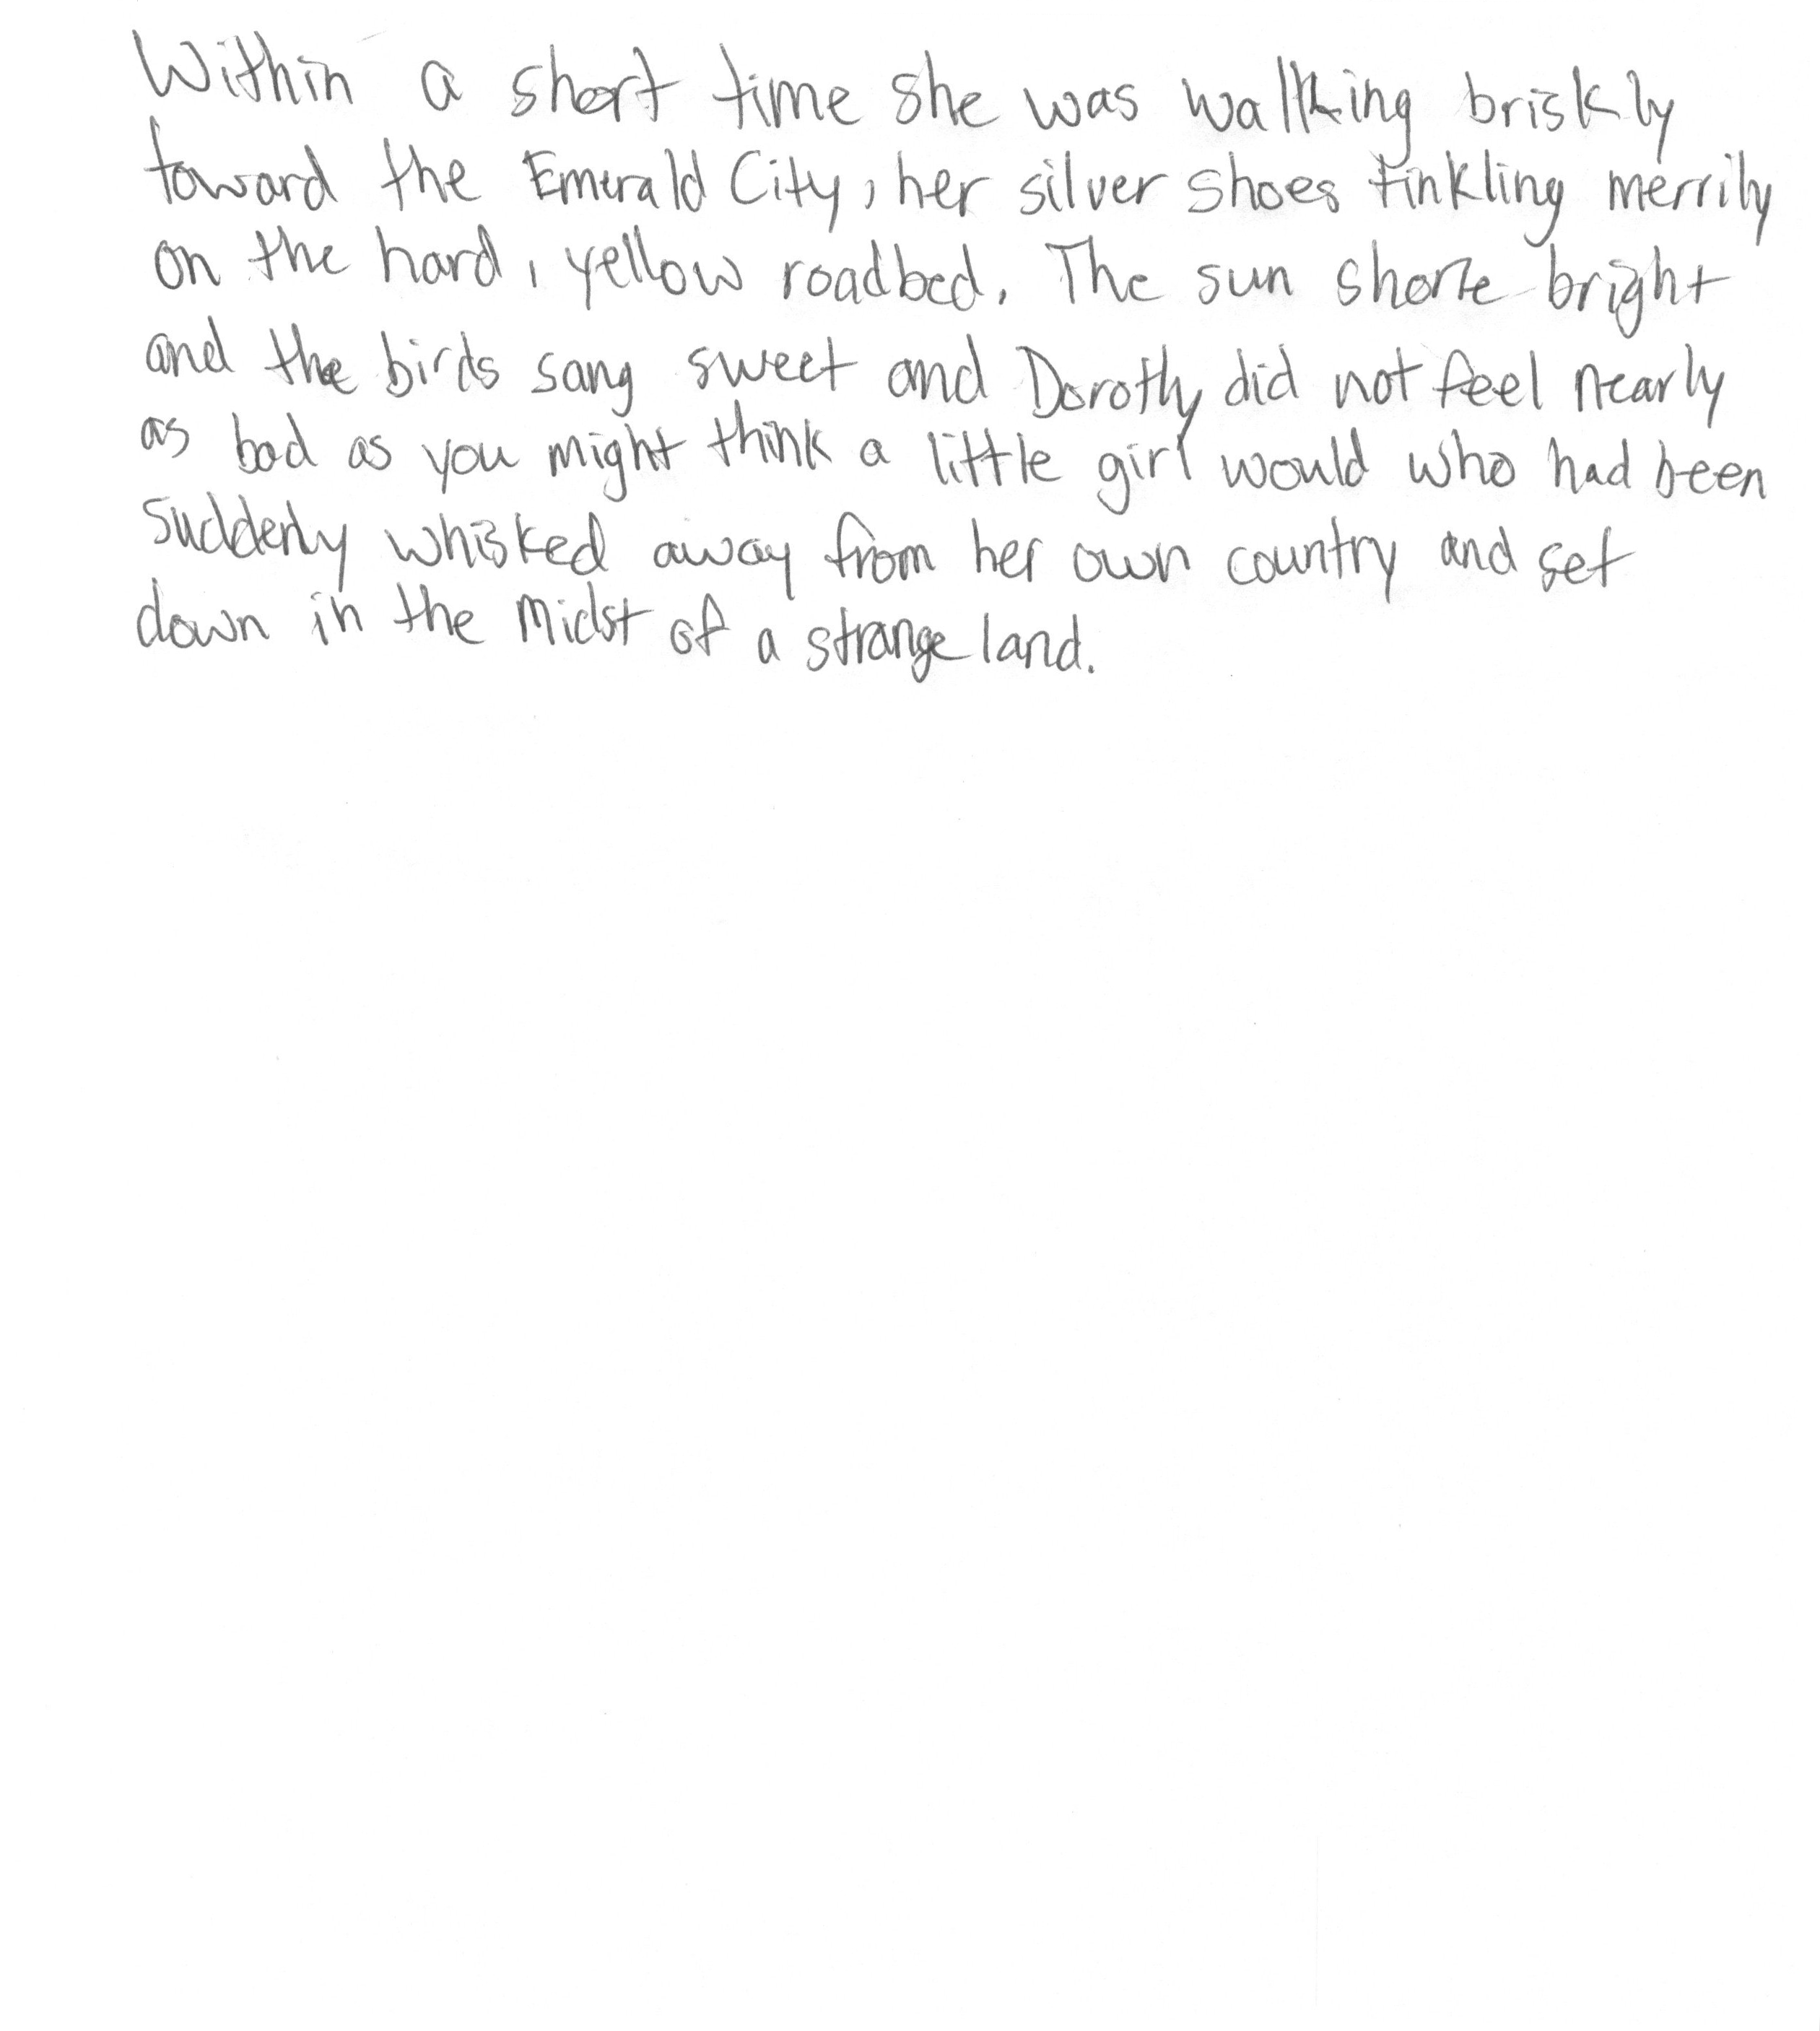 Within a short time she was walking briskly
toward the Emerald City, her silver shoes tinkling merrily
on the hard, yellow roadbed. The sun shone bright
and the birds sang sweet and Dorothy did not feel nearly
as bad as you might think a little girl would who had been
suddenly whisked away from her own country and set
down in the midst of a strange land.